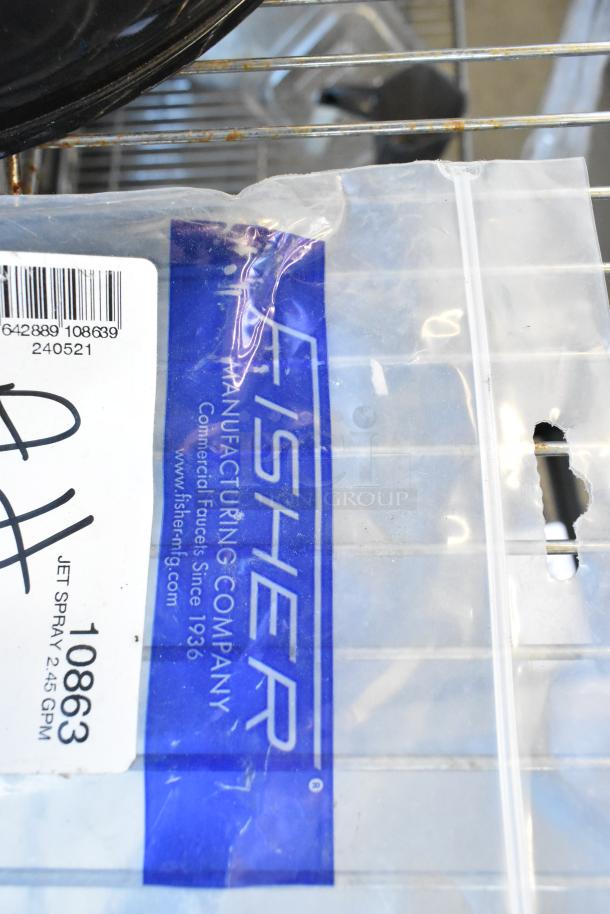 642889 108639
240521
10863
JET SPRAY 2.45 GPM
FISHER®
MANUFACTURING COMPANY
Commercial Faucets Since 1936
www.fisher-mfg.com
GROUP